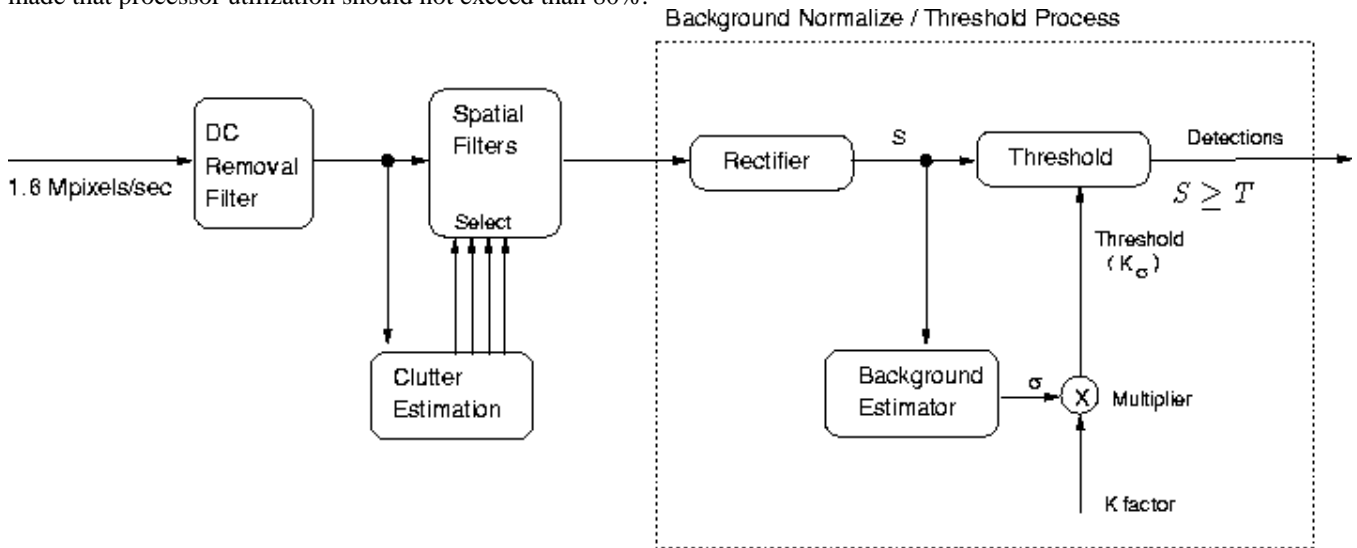 made that processor utilization should not exceed than 80%.
Background Normalize / Threshold Process
DC
Removal
Filter
1.6 Mpixels/sec
Spatial
Filters
Select
Clutter
Estimation
Rectifier
S
Threshold
Detections
S ≥ T
Threshold
( Kσ )
Background
Estimator
σ
X
Multiplier
K factor